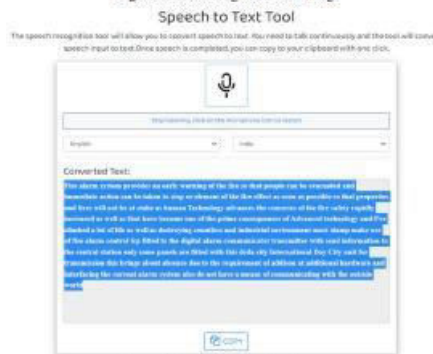 Speech to Text Tool
The speech recognition tool will allow you to convert speech to text. You need to talk continuously and the tool will conve
speech input to text. Once speech is completed, you can copy to your clipboard with one click.
English
India
Converted Text:
Fire alarm system provides an early warning of the fire so that people can be evacuated and
immediate action can be taken to stop or element of the fire effect as soon as possible so that properties
and lives will not be at stake as human Technology advances the concerns of the fire safety rapidly
increased as well as that have become one of the prime consequences of Advanced technology and Fire
a lot of life as well as destroying creative and industrial environment most stamp make use
of fire alarm control fitted to the digital alarm communicator transmitter with send information to
the central station only some panels are fitted with this International Day City unit for
transmission this brings about absence due to the requirement of addition at additional hardware and
interfacing the current alarm system also do not have a means of communicating with the outside
world
COPY